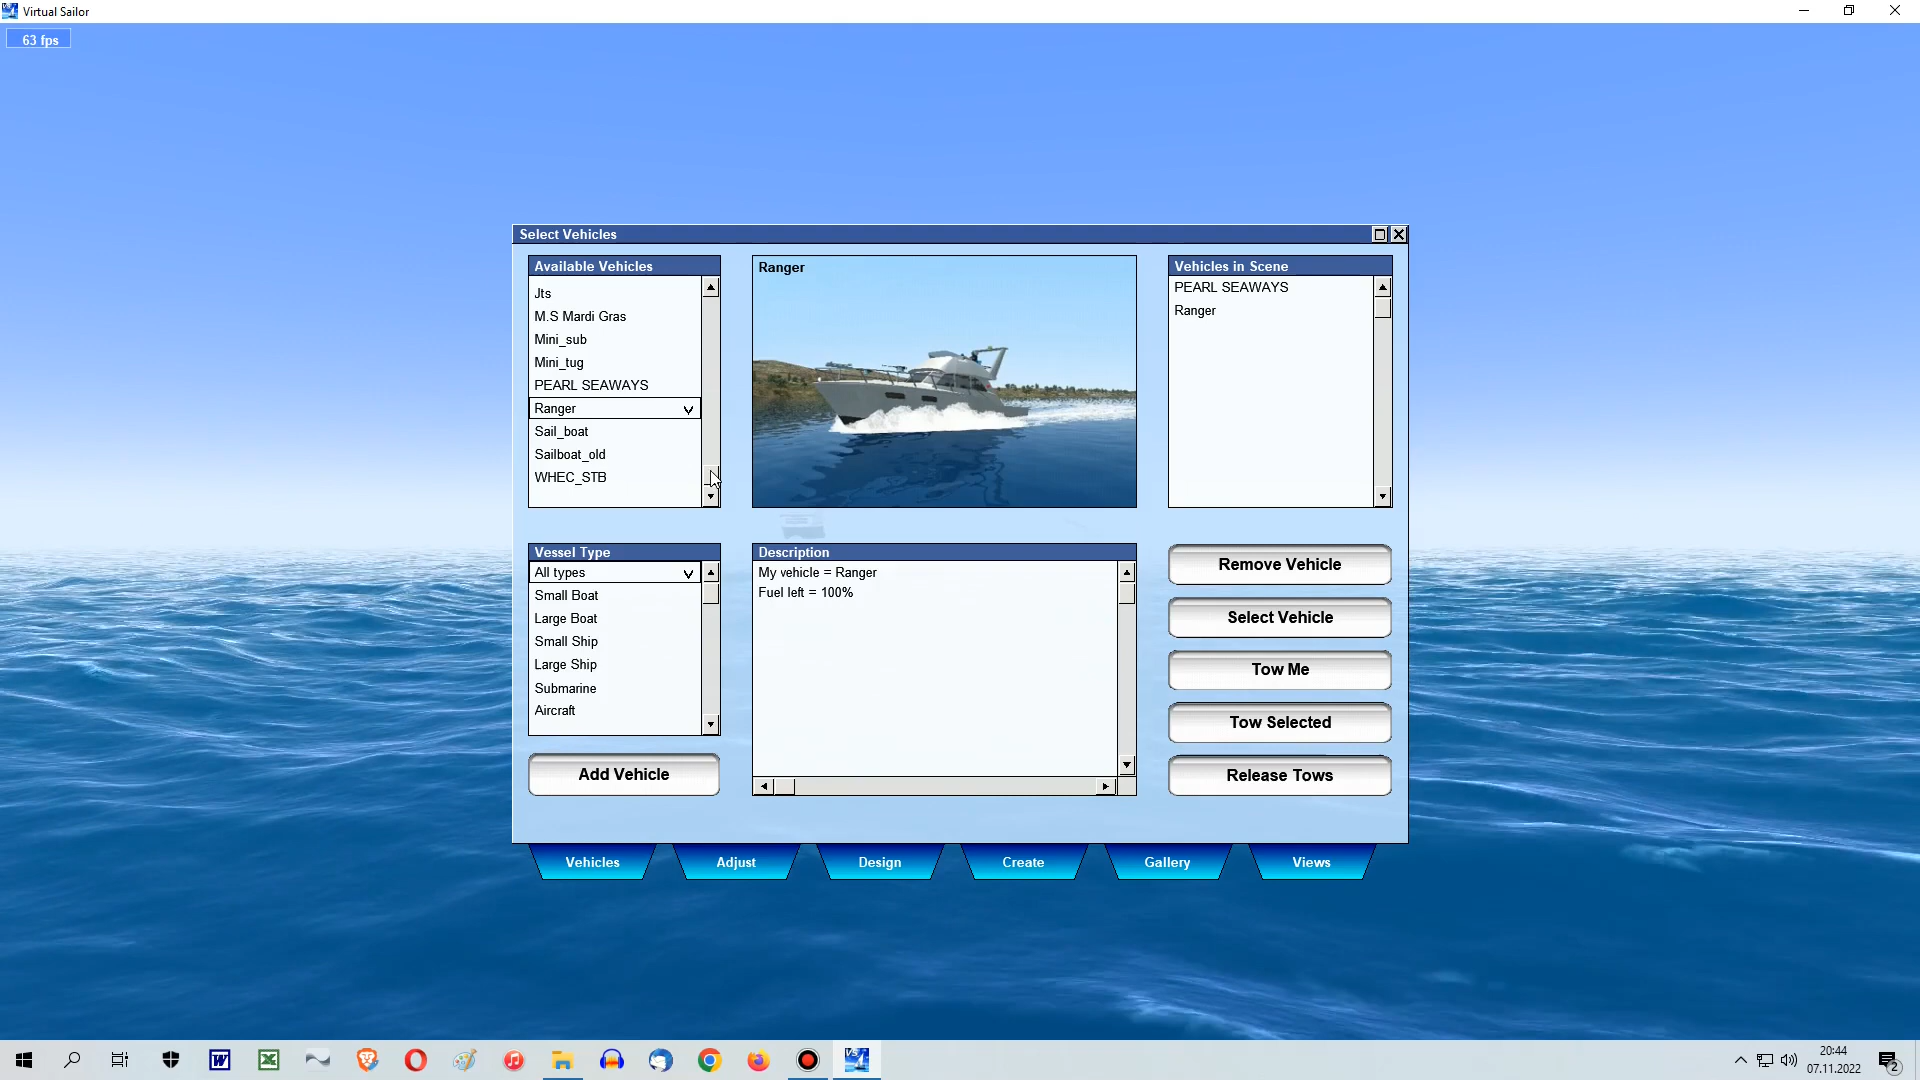 Virtual Sailor
63 fps
Select Vehicles
Available Vehicles
Jts
M.S Mardi Gras
Mini_sub
Mini_tug
PEARL SEAWAYS
Ranger
Sail_boat
Sailboat_old
WHEC_STB
Ranger
Vehicles in Scene
PEARL SEAWAYS
Ranger
Vessel Type
All types
Small Boat
Large Boat
Small Ship
Large Ship
Submarine
Aircraft
Add Vehicle
Description
My vehicle = Ranger
Fuel left = 100%
Remove Vehicle
Select Vehicle
Tow Me
Tow Selected
Release Tows
Vehicles
Adjust
Design
Create
Gallery
Views
20:44
07.11.2022
2